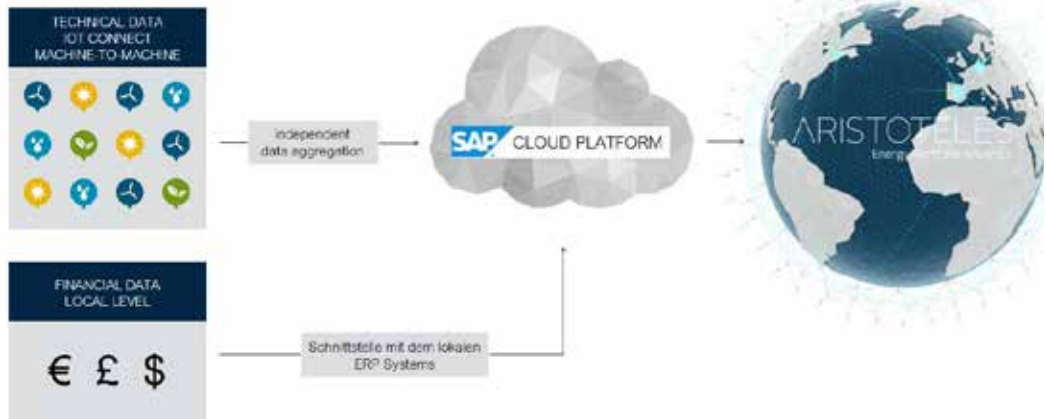 TECHNICAL DATA
IOT CONNECT
MACHINE-TO-MACHINE
independent
data aggregation
SAP CLOUD PLATFORM
ARISTOTELES
FINANCIAL DATA
LOCAL LEVEL
€ £ $
Schnittstelle mit dem lokalen
ERP Systems